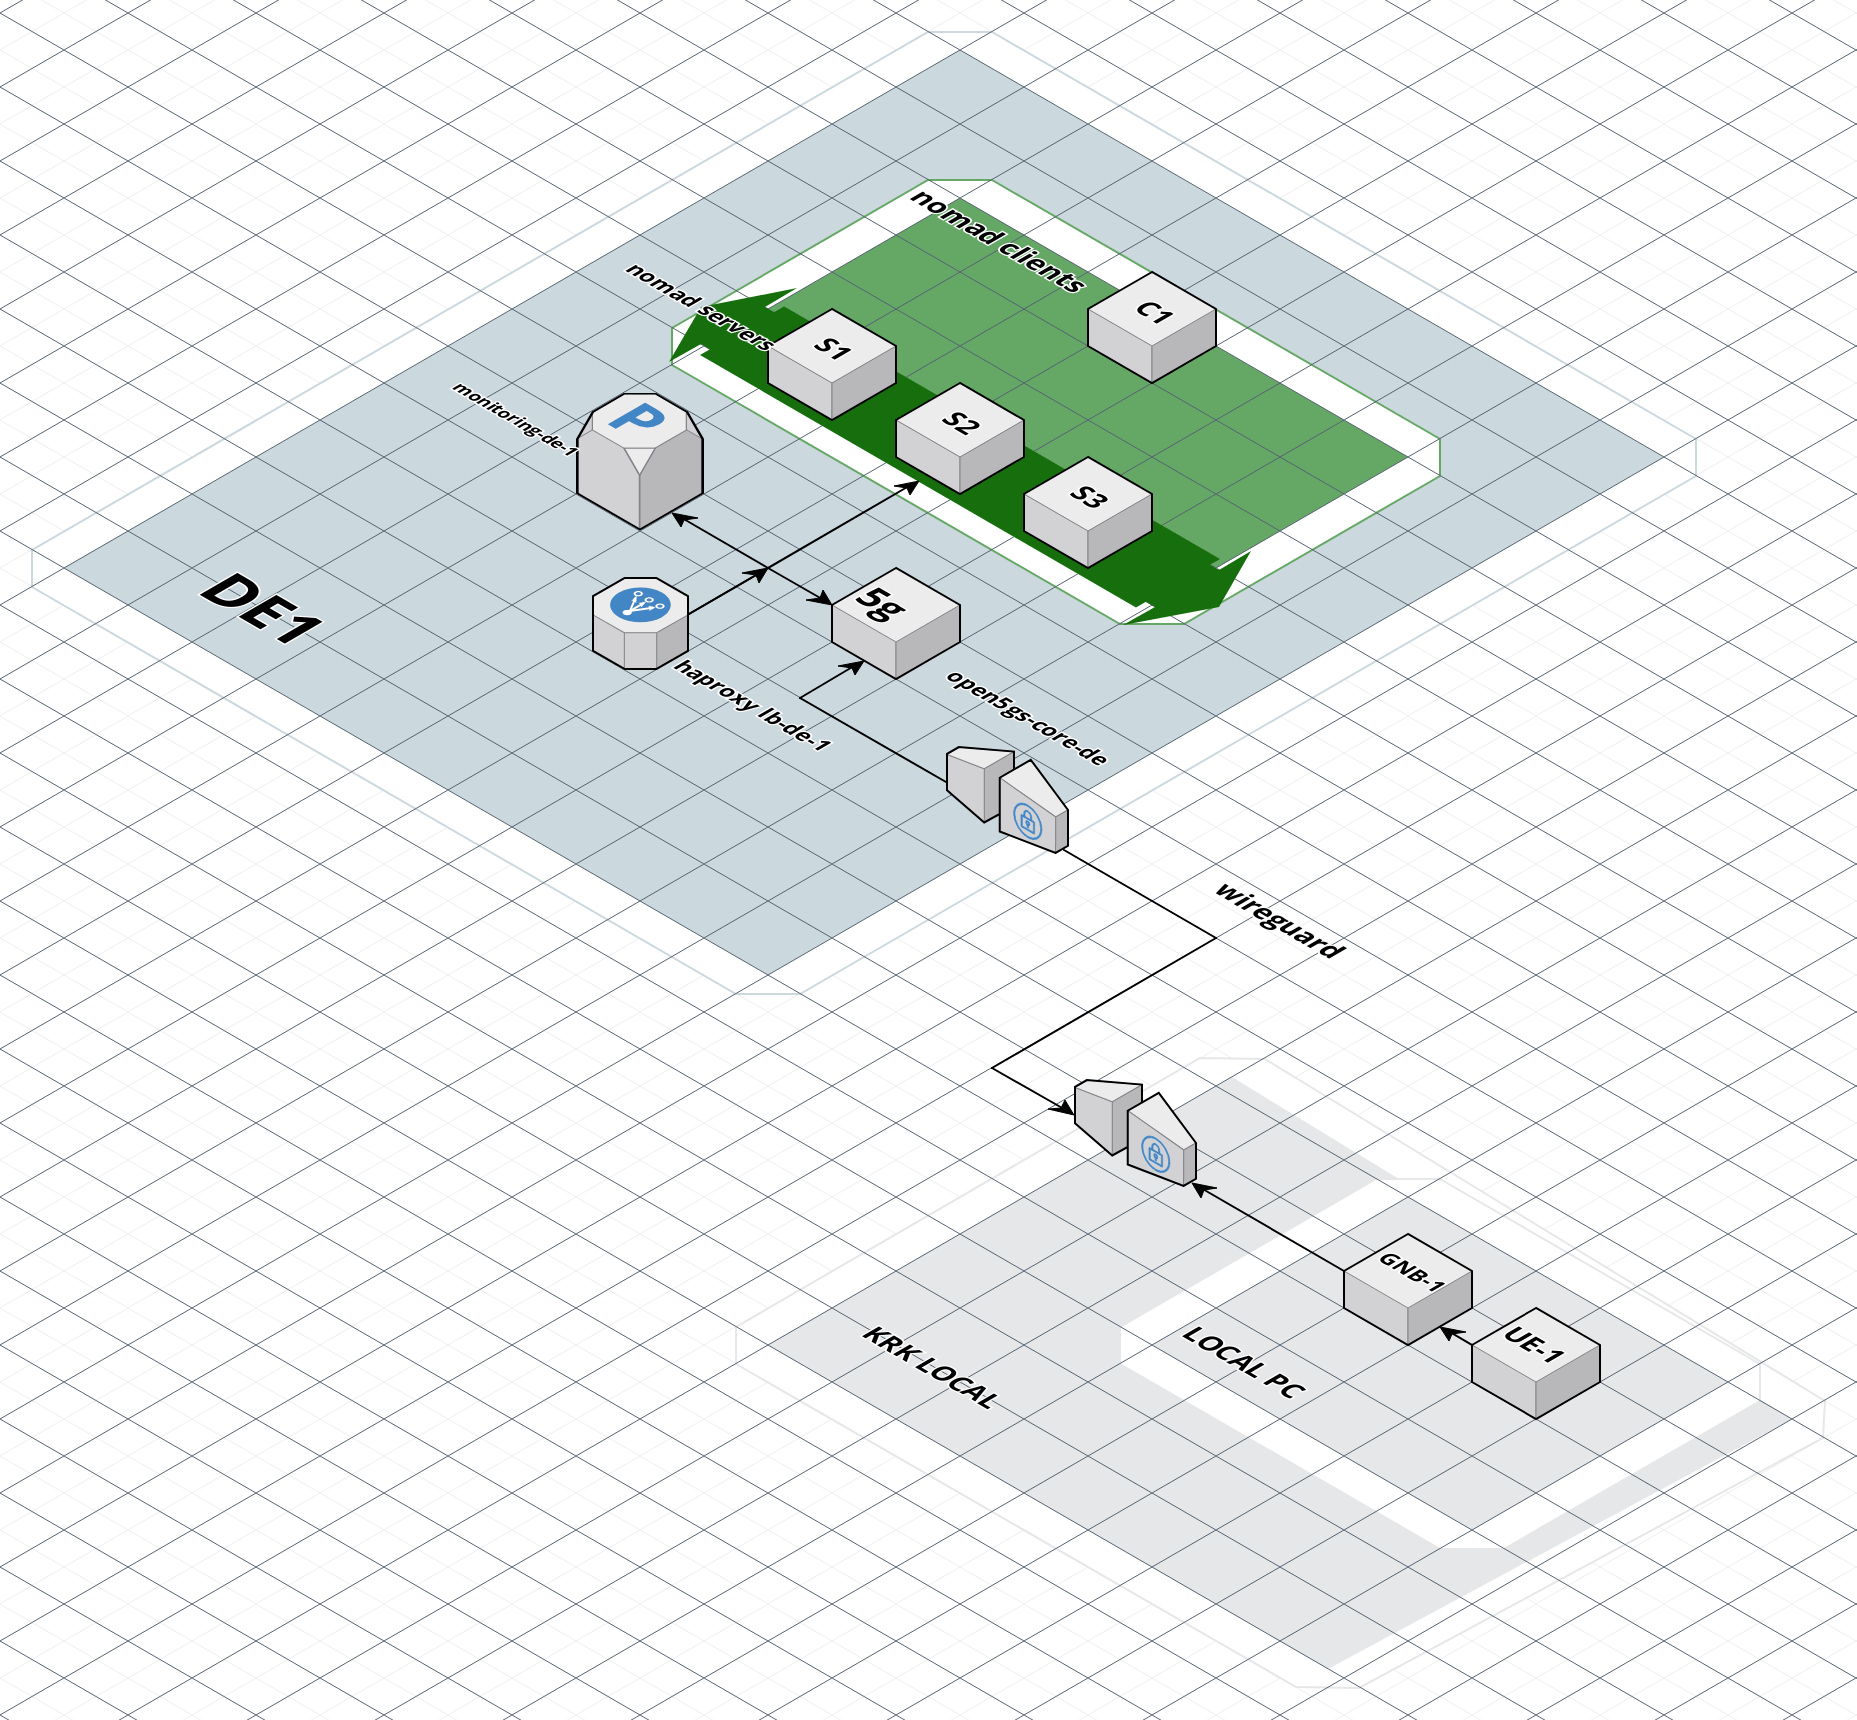 nomad clients
nomad servers
C1
S1
S2
S3
monitoring-de-1
P
DE1
5g
haproxy lb-de-1
open5gs-core-de
wireguard
GNB-1
UE-1
KRK LOCAL
LOCAL PC